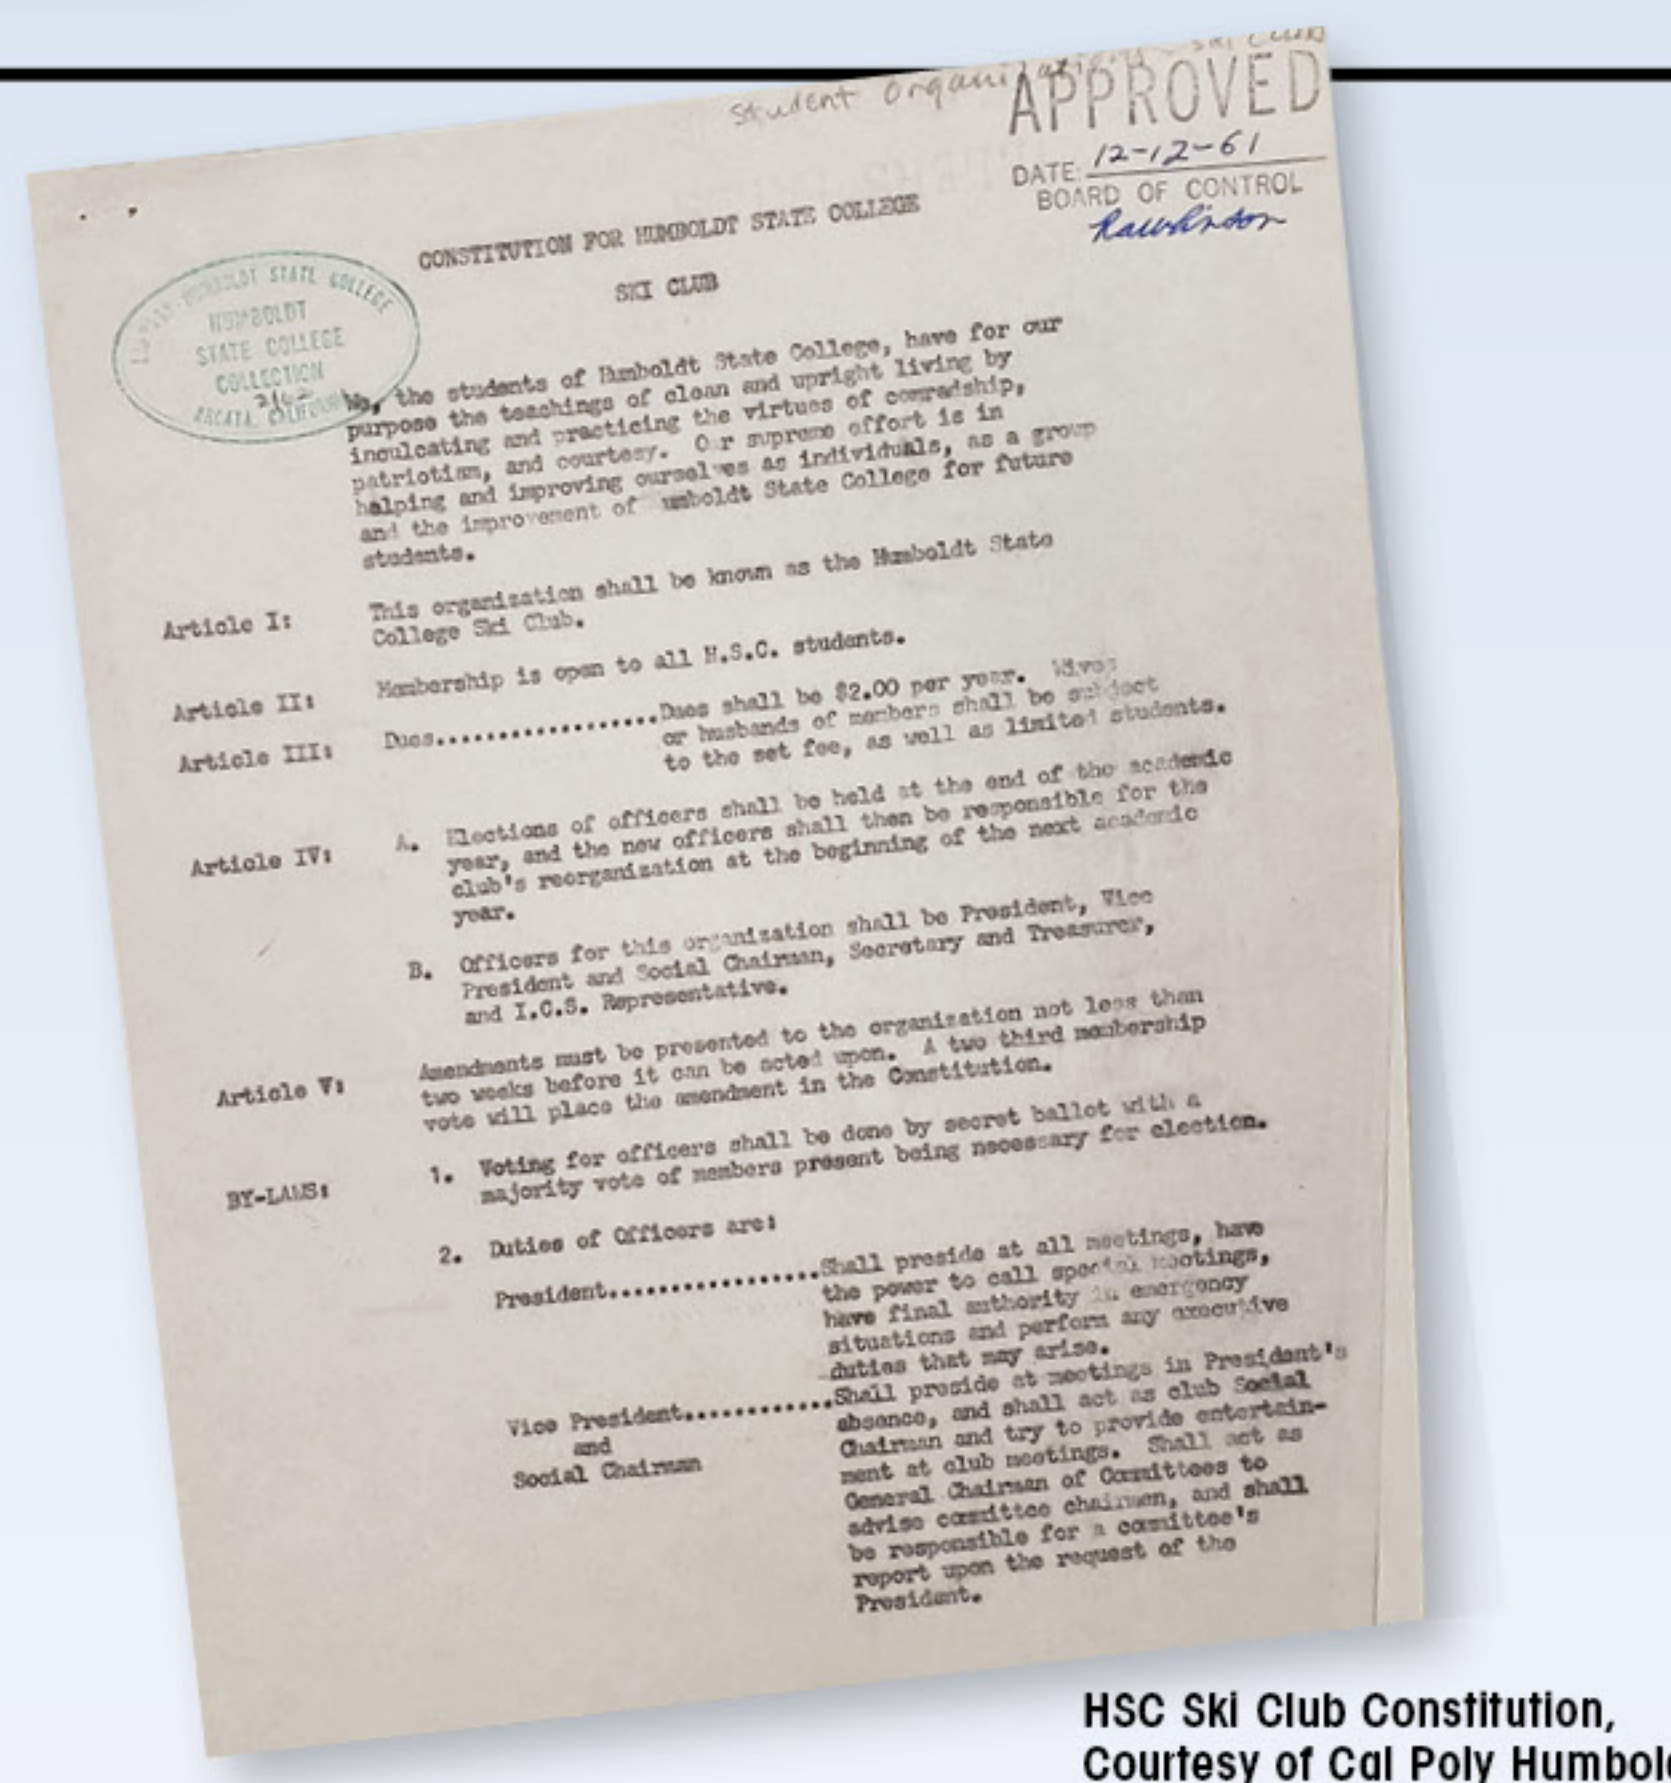 Student Organizations - Ski Club
APPROVED
DATE: 12-12-61
BOARD OF CONTROL
CONSTITUTION FOR HUMBOLDT STATE COLLEGE
SKI CLUB
LIBRARY-HUMBOLDT STATE COLLEGE
HUMBOLDT
STATE COLLEGE
COLLECTION
ARCATA, CALIFORNIA
We, the students of Humboldt State College, have for our
purpose the teachings of clean and upright living by
inculcating and practicing the virtues of comradship,
patriotism, and courtesy. O r supreme effort is in
helping and improving ourselves as individuals, as a group
and the improvement of umboldt State College for future
students.
Article I: This organization shall be known as the Humboldt State
College Ski Club.
Article II: Membership is open to all H.S.C. students.
Article III: Dues..................Dues shall be $2.00 per year. Wives
or husbands of members shall be subject
to the set fee, as well as limited students.
Article IV: A. Elections of officers shall be held at the end of the academic
year, and the new officers shall then be responsible for the
club's reorganization at the beginning of the next academic
year.
B. Officers for this organization shall be President, Vice
President and Social Chairman, Secretary and Treasurer,
and I.C.S. Representative.
Article V: Amendments must be presented to the organization not less than
two weeks before it can be acted upon. A two third membership
vote will place the amendment in the Constitution.
BY-LAWS: 1. Voting for officers shall be done by secret ballot with a
majority vote of members present being necessary for election.
2. Duties of Officers are:
President.................Shall preside at all meetings, have
the power to call special meetings,
have final authority in emergency
situations and perform any executive
duties that may arise.
Vice President............Shall preside at meetings in President's
and
Social Chairman
absence, and shall act as club Social
Chairman and try to provide entertain-
ment at club meetings. Shall act as
General Chairman of Committees to
advise committee chairmen, and shall
be responsible for a committee's
report upon the request of the
President.
HSC Ski Club Constitution,
Courtesy of Cal Poly Humbol